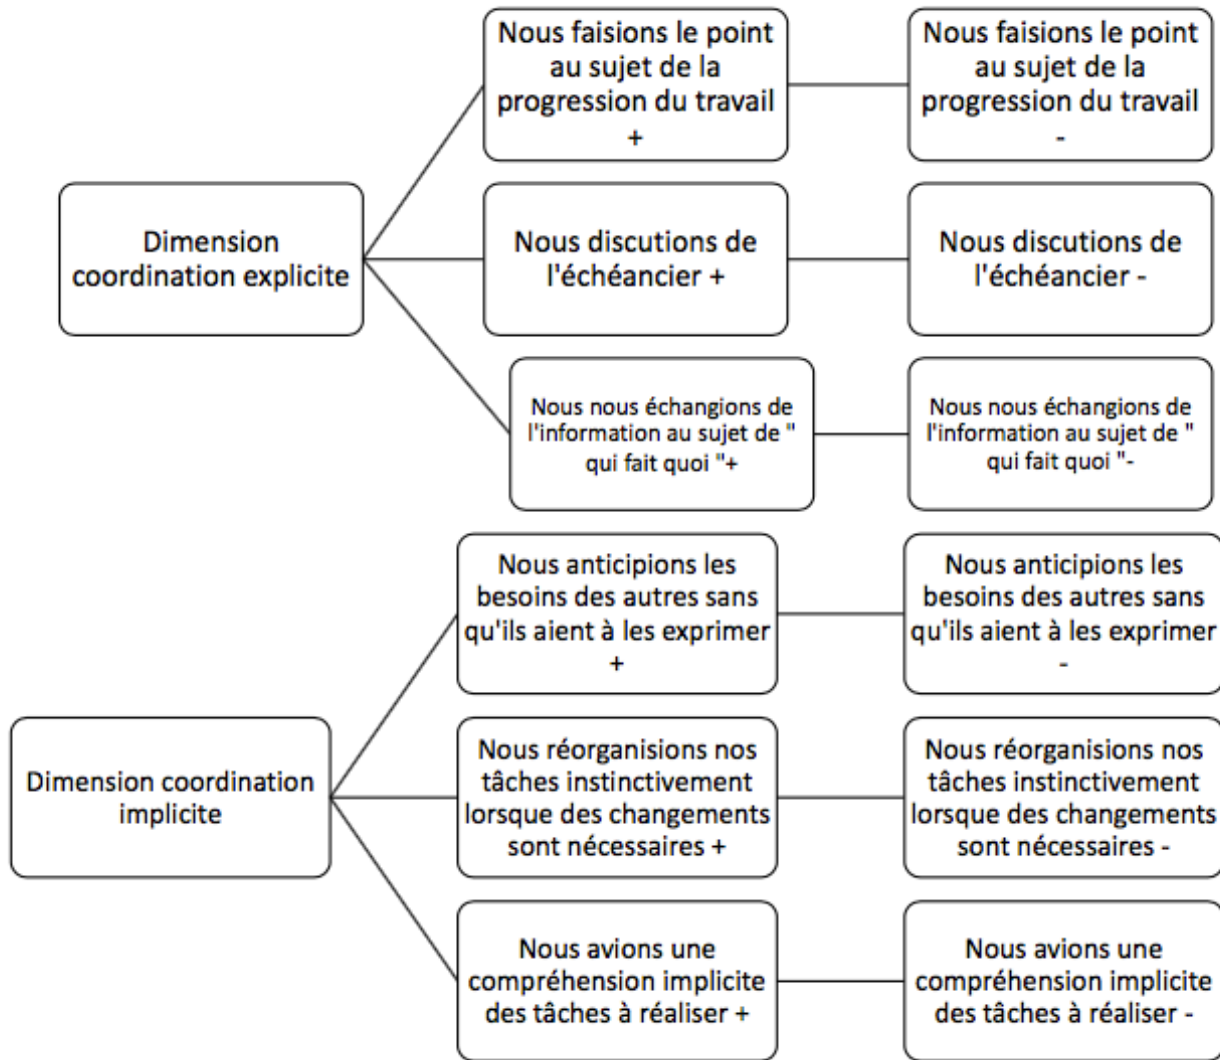 Nous faisions le point
au sujet de la
progression du travail
+
Nous faisions le point
au sujet de la
progression du travail
-
Dimension
coordination explicite
Nous discutions de
l'échéancier +
Nous discutions de
l'échéancier -
Nous nous échangions de
l'information au sujet de "
qui fait quoi "+
Nous nous échangions de
l'information au sujet de "
qui fait quoi "-
Nous anticipions les
besoins des autres sans
qu'ils aient à les exprimer
+
Nous anticipions les
besoins des autres sans
qu'ils aient à les exprimer
-
Dimension coordination
implicite
Nous réorganisions nos
tâches instinctivement
lorsque des changements
sont nécessaires +
Nous réorganisions nos
tâches instinctivement
lorsque des changements
sont nécessaires -
Nous avions une
compréhension implicite
des tâches à réaliser +
Nous avions une
compréhension implicite
des tâches à réaliser -